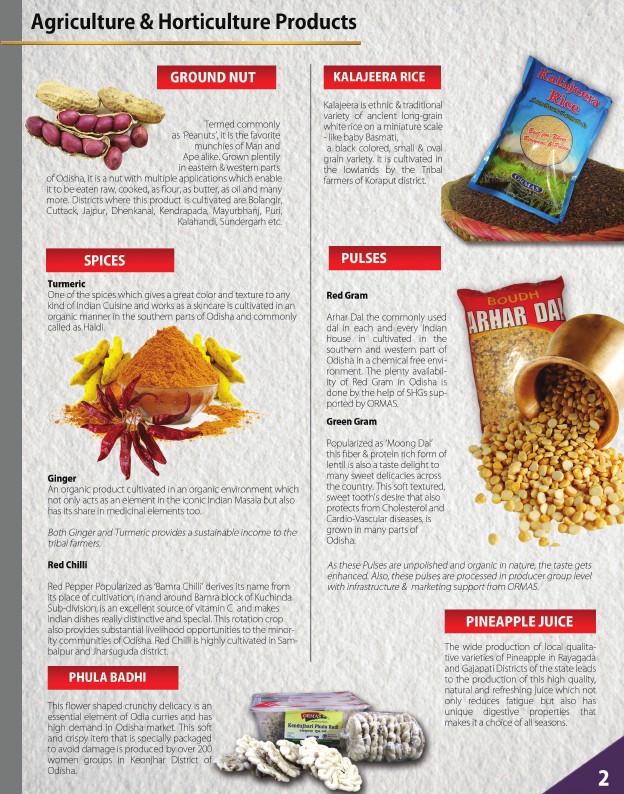 Agriculture & Horticulture Products
GROUND NUT
Termed commonly
as 'Peanuts', it is the favorite
munchies of Man and
Ape alike. Grown plentily
in eastern & western parts
of Odisha, it is a nut with multiple applications which enable
it to be eaten raw, cooked, as flour, as butter, as oil and many
more. Districts where this product is cultivated are Bolangir,
Cuttack, Jajpur, Dhenkanal, Kendrapada, Mayurbhanj, Puri,
Kalahandi, Sundergarh etc.
SPICES
Turmeric
One of the spices which gives a great color and texture to any
kind of Indian Cuisine and works as a skincare is cultivated in an
organic manner in the southern parts of Odisha and commonly
called as Haldi.
Ginger
An organic product cultivated in an organic environment which
not only acts as an element in the iconic Indian Masala but also
has its share in medicinal elements too.
Both Ginger and Turmeric provides a sustainable income to the
tribal farmers.
Red Chilli
Red Pepper Popularized as 'Bamra Chilli' derives its name from
its place of cultivation, in and around Bamra block of Kuchinda
Sub-division, is an excellent source of vitamin C and makes
Indian dishes really distinctive and special. This rotation crop
also provides substantial livelihood opportunities to the minor-
ity communities of Odisha. Red Chilli is highly cultivated in Sam-
balpur and Jharsuguda district.
PHULA BADHI
This flower shaped crunchy delicacy is an
essential element of Odia curries and has
high demand in Odisha market. This soft
and crispy item that is specially packaged
to avoid damage is produced by over 200
women groups in Keonjhar District of
Odisha.
ORMAS
Kendujhari Phula Badi
KALAJEERA RICE
Kalajeera is ethnic & traditional
variety of ancient long-grain
white rice on a miniature scale
- like baby Basmati,
a black colored, small & oval
grain variety. It is cultivated in
the lowlands by the Tribal
farmers of Koraput district.
Kalajeera
Rice
ORMAS
PULSES
Red Gram
Arhar Dal the commonly used
dal in each and every Indian
house in cultivated in the
southern and western part of
Odisha in a chemical free envi-
ronment. The plenty availabil-
ity of Red Gram in Odisha is
done by the help of SHGs sup-
ported by ORMAS.
BOUDH
ARHAR DAL
Green Gram
Popularized as 'Moong Dal'
this fiber & protein rich form of
lentil is also a taste delight to
many sweet delicacies across
the country. This soft textured,
sweet tooth's desire that also
protects from Cholesterol and
Cardio-Vascular diseases, is
grown in many parts of
Odisha.
As these Pulses are unpolished and organic in nature, the taste gets
enhanced. Also, these pulses are processed in producer group level
with infrastructure & marketing support from ORMAS.
PINEAPPLE JUICE
The wide production of local qualita-
tive varieties of Pineapple in Rayagada
and Gajapati Districts of the state leads
to the production of this high quality,
natural and refreshing juice which not
only reduces fatigue but also has
unique digestive properties that
makes it a choice of all seasons.
2